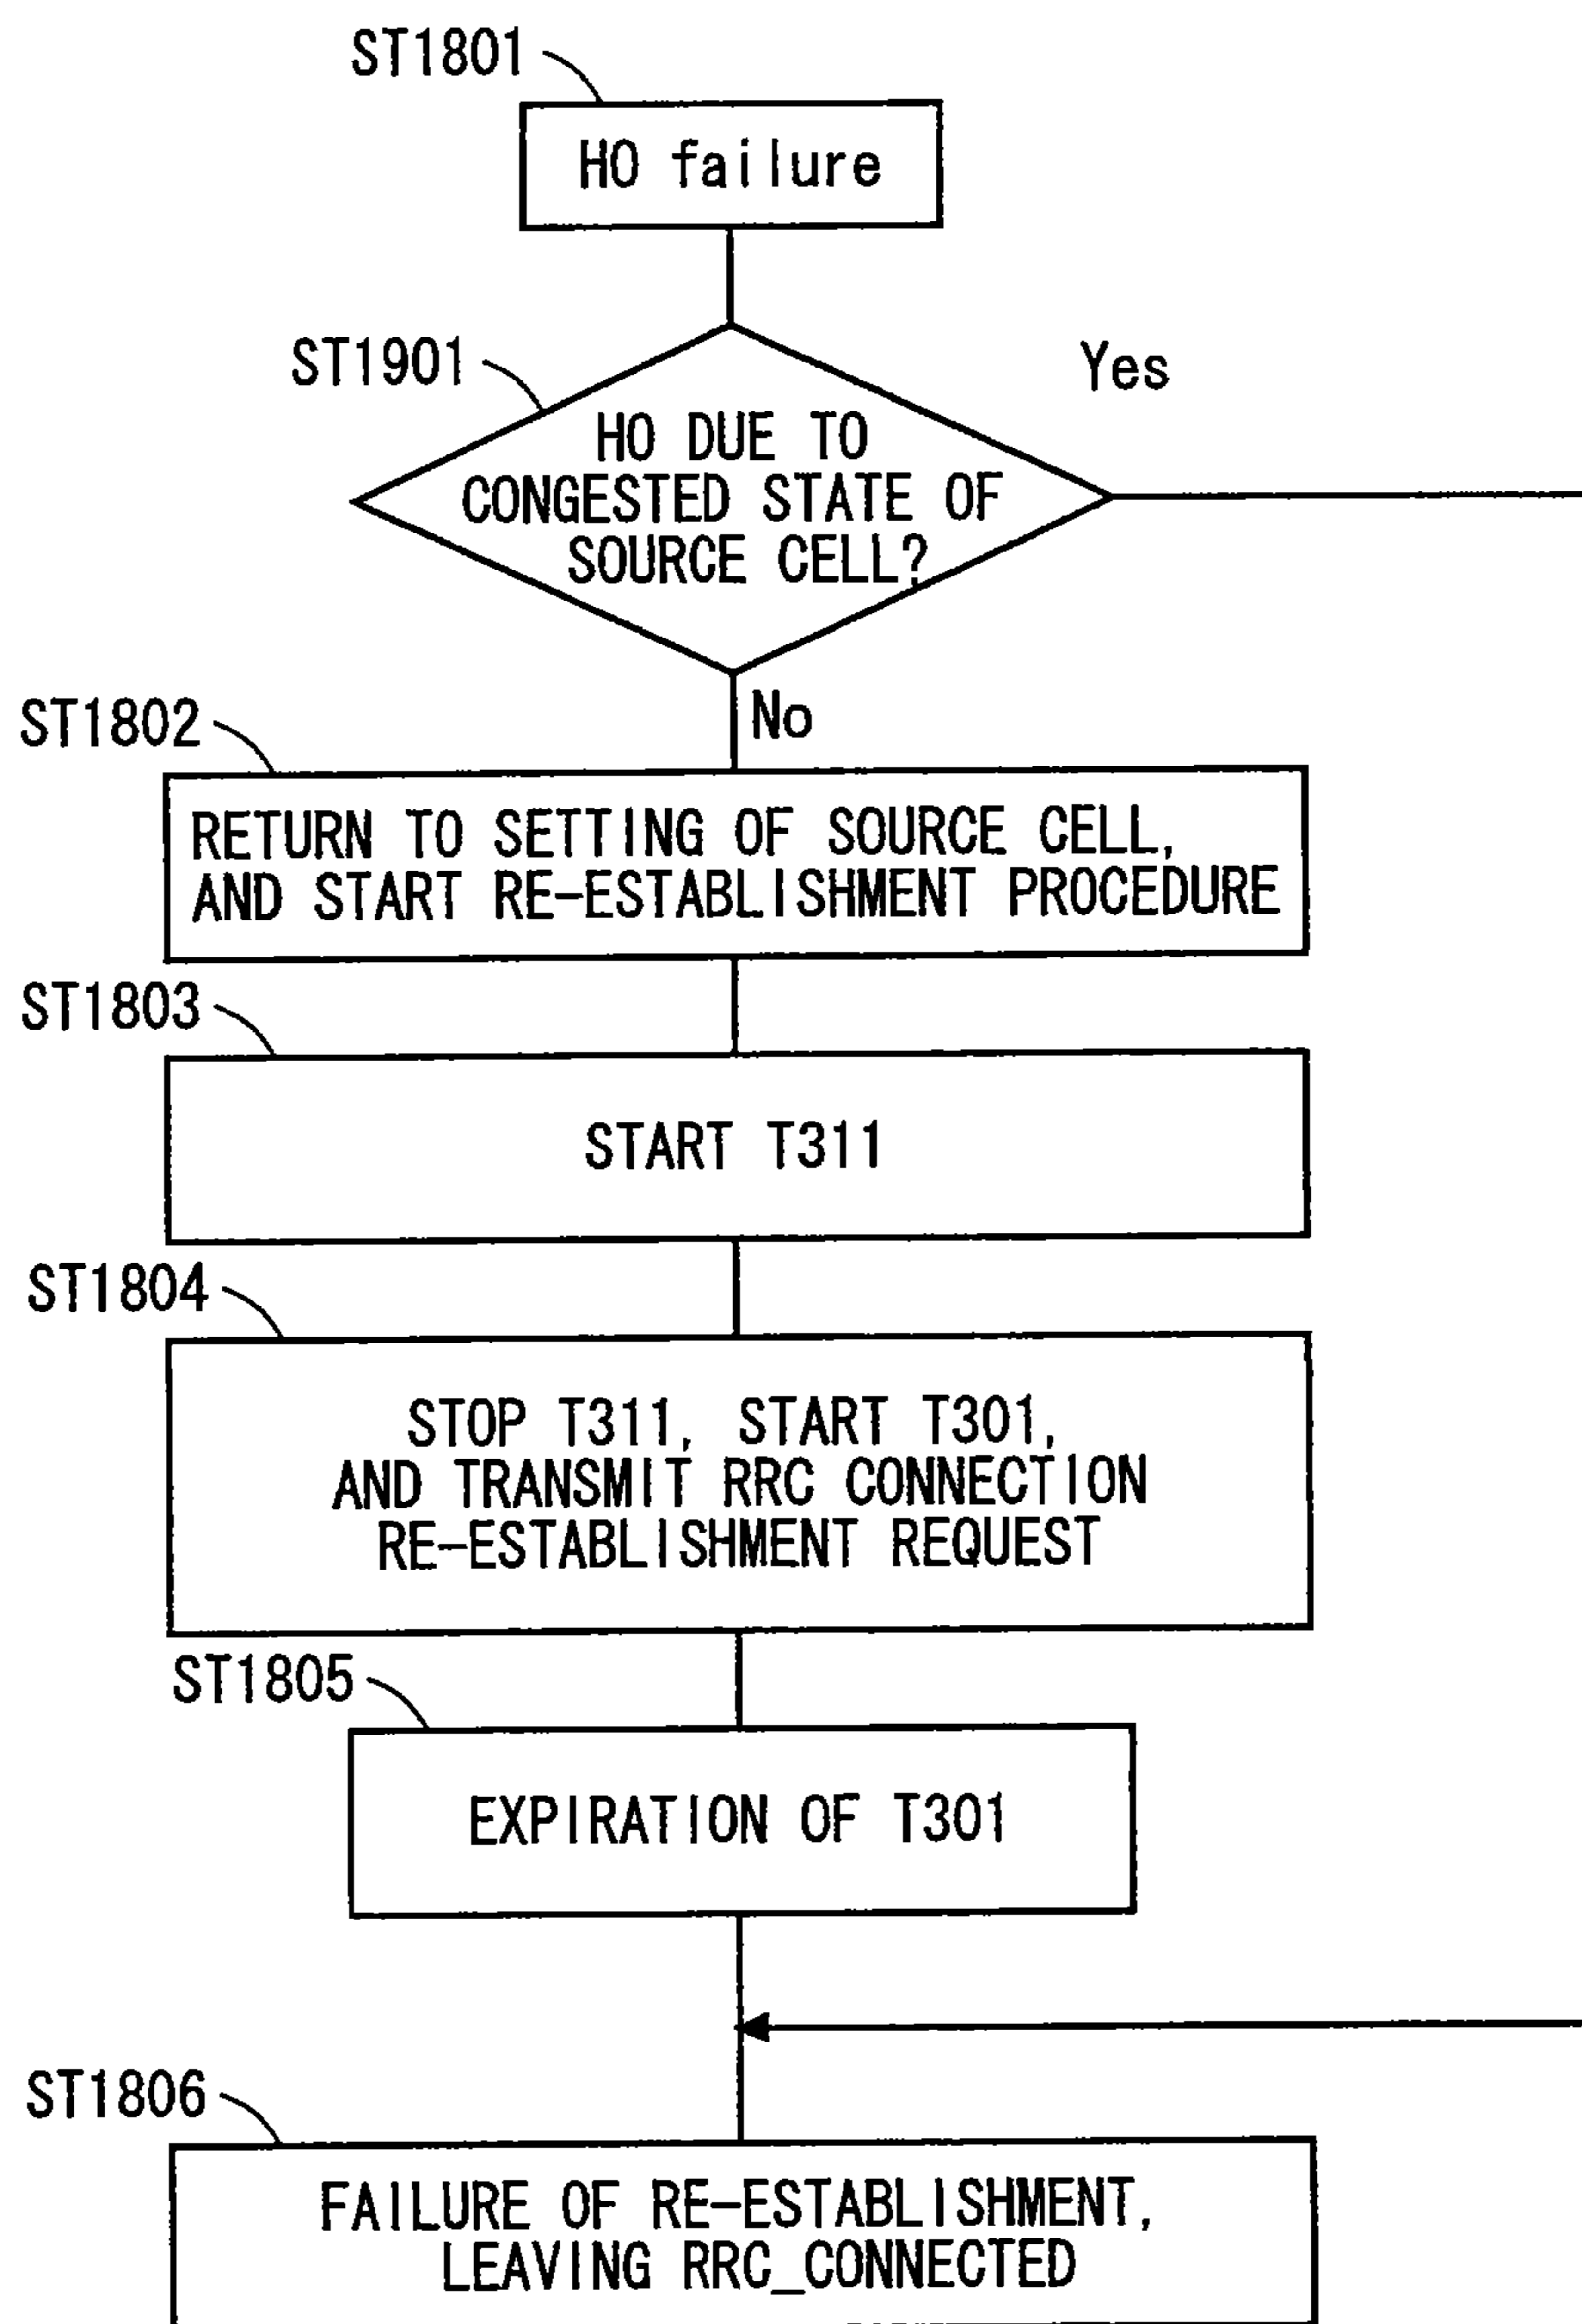 ST1801
HO failure
ST1901
Yes
HO DUE TO
CONGESTED STATE OF
SOURCE CELL?
No
ST1802
RETURN TO SETTING OF SOURCE CELL,
AND START RE-ESTABLISHMENT PROCEDURE
ST1803
START T311
ST1804
STOP T311, START T301,
AND TRANSMIT RRC CONNECTION
RE-ESTABLISHMENT REQUEST
ST1805
EXPIRATION OF T301
ST1806
FAILURE OF RE-ESTABLISHMENT,
LEAVING RRC_CONNECTED